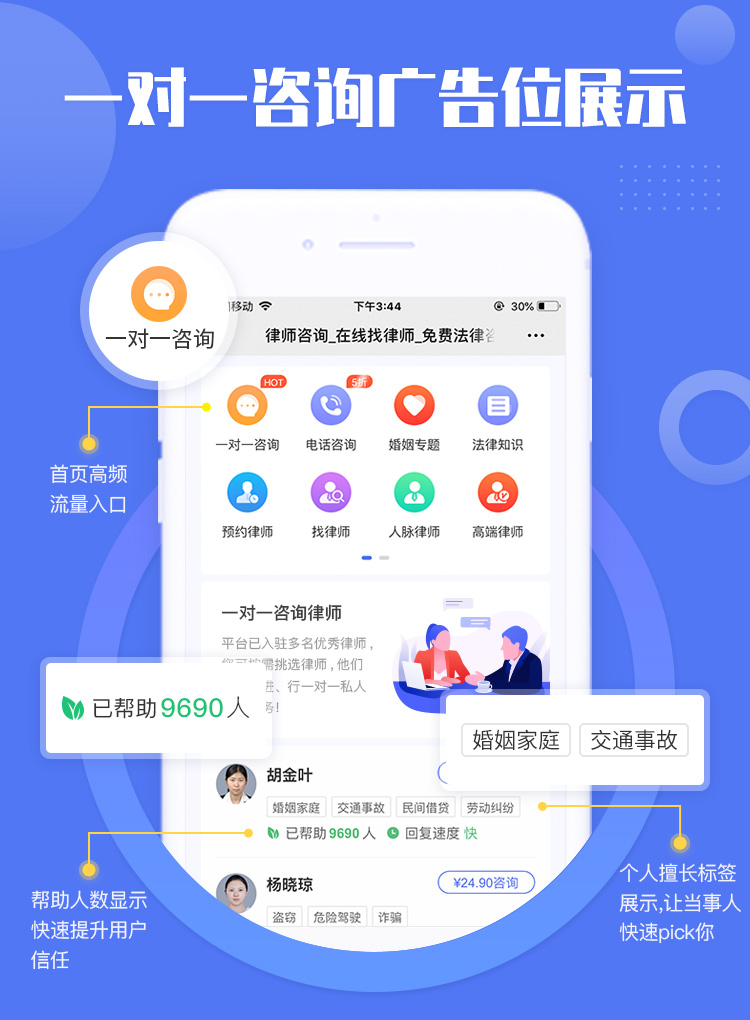 一对一咨询广告位展示
一对一咨询
移动
下午3:44
30%
律师咨询_在线找律师_免费法律
HOT
5折
一对一咨询
电话咨询
婚姻专题
法律知识
首页高频
流量入口
预约律师
找律师
人脉律师
高端律师
一对一咨询律师
平台已入驻多名优秀律师,
挑选律师,他们
进、行一对一私人
已帮助9690人
婚姻家庭
交通事故
胡金叶
婚姻家庭
交通事故
民间借贷
劳动纠纷
已帮助9690人
回复速度 快
杨晓琼
¥24.90咨询
盗窃
危险驾驶
诈骗
帮助人数显示
快速提升用户
信任
个人擅长标签
展示,让当事人
快速pick你